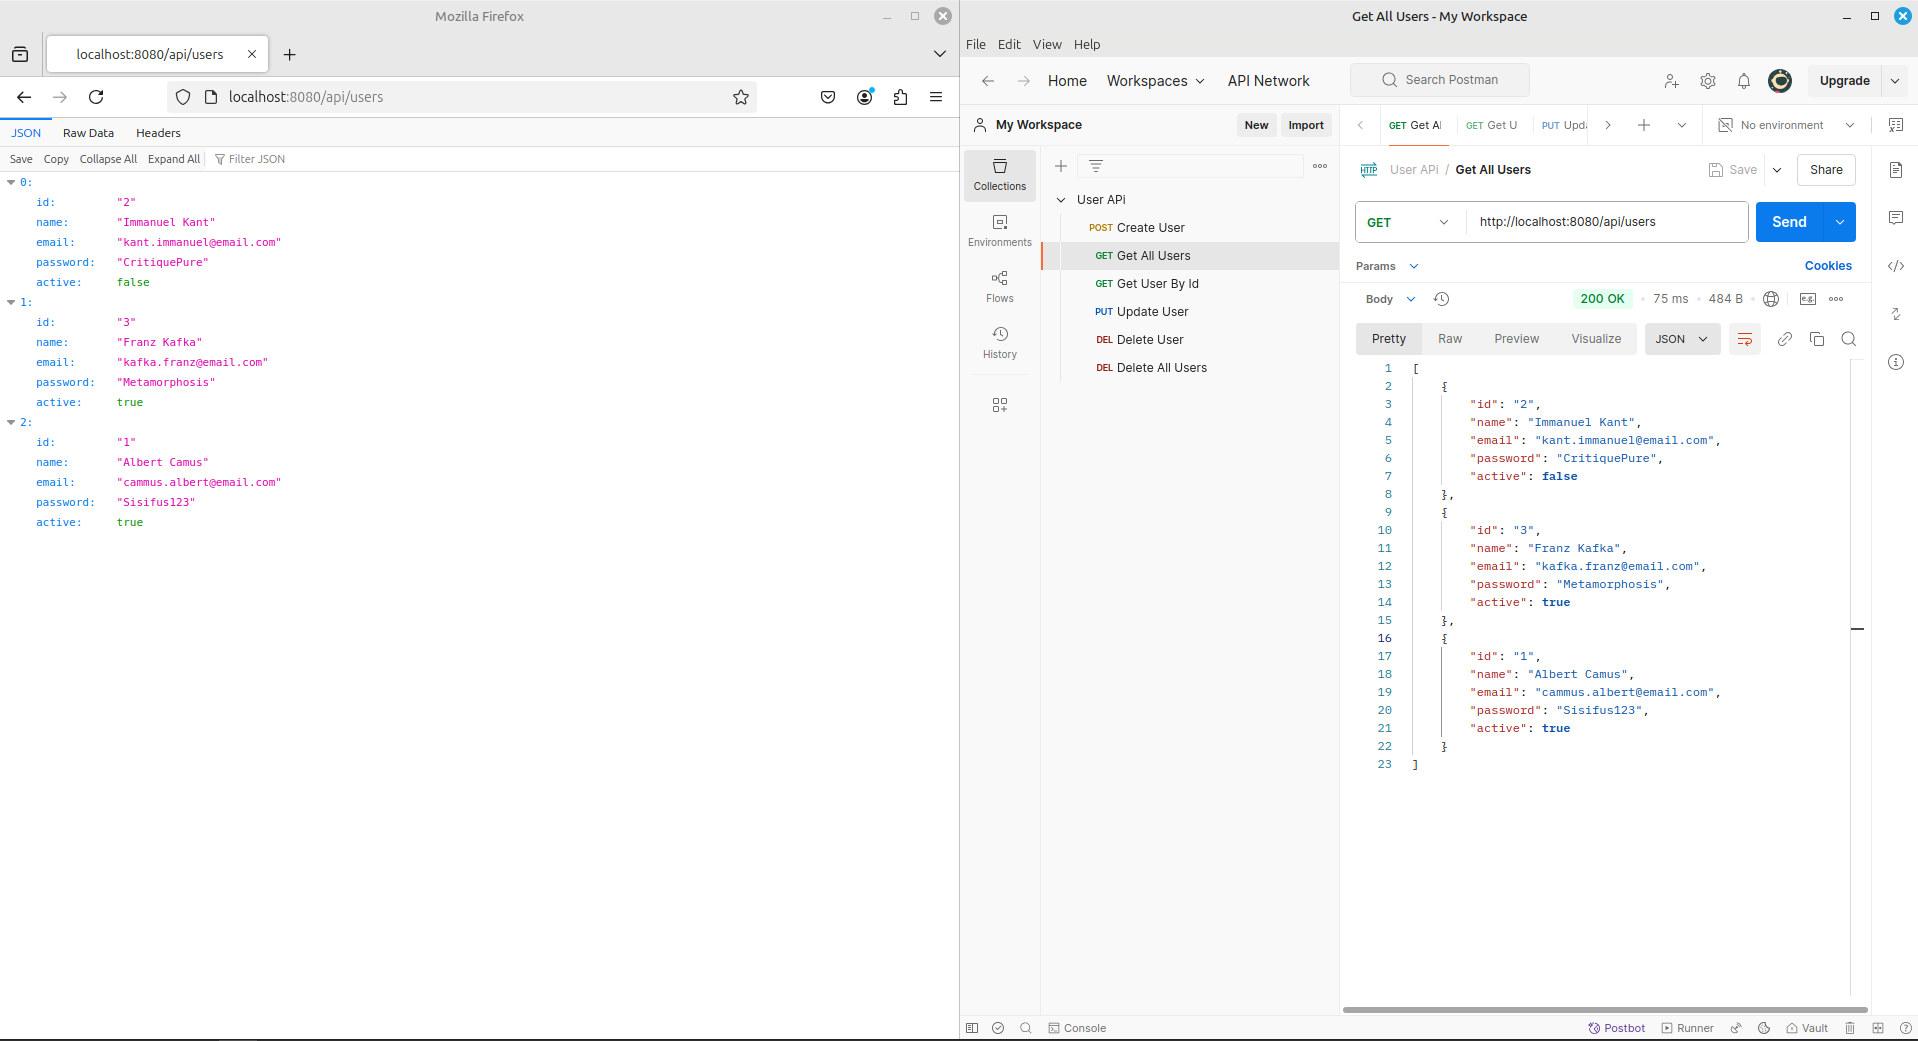 Mozilla Firefox
localhost:8080/api/users
localhost:8080/api/users
JSON Raw Data Headers
Save Copy Collapse All Expand All Filter JSON
0:
id: "2"
name: "Immanuel Kant"
email: "kant.immanuel@email.com"
password: "CritiquePure"
active: false
1:
id: "3"
name: "Franz Kafka"
email: "kafka.franz@email.com"
password: "Metamorphosis"
active: true
2:
id: "1"
name: "Albert Camus"
email: "cammus.albert@email.com"
password: "Sisifus123"
active: true
Get All Users - My Workspace
File Edit View Help
Home Workspaces API Network Search Postman Upgrade
My Workspace New Import
GET Get Al GET Get U PUT Upda No environment
Collections
Environments
Flows
History
User APi
POST Create User
GET Get All Users
GET Get User By Id
PUT Update User
DEL Delete User
DEL Delete All Users
HTTP User APi / Get All Users Save Share
GET http://localhost:8080/api/users Send
Params Cookies
Body 200 OK 75 ms 484 B e.g.
Pretty Raw Preview Visualize JSON
1 [
2 {
3 "id": "2",
4 "name": "Immanuel Kant",
5 "email": "kant.immanuel@email.com",
6 "password": "CritiquePure",
7 "active": false
8 },
9 {
10 "id": "3",
11 "name": "Franz Kafka",
12 "email": "kafka.franz@email.com",
13 "password": "Metamorphosis",
14 "active": true
15 },
16 {
17 "id": "1",
18 "name": "Albert Camus",
19 "email": "cammus.albert@email.com",
20 "password": "Sisifus123",
21 "active": true
22 }
23 ]
Console Postbot Runner Vault